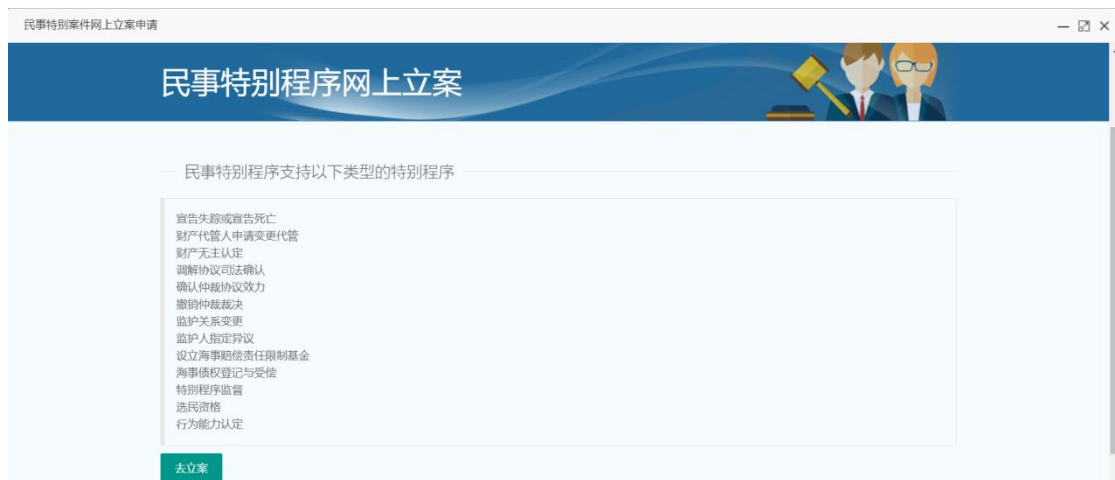 民事特别案件网上立案申请
民事特别程序网上立案
民事特别程序支持以下类型的特别程序
宣告失踪或宣告死亡
财产代管人申请变更代管
财产无主认定
调解协议司法确认
确认仲裁协议效力
撤销仲裁裁决
监护关系变更
监护人指定异议
设立海事赔偿责任限制基金
海事债权登记与受偿
特别程序监督
选民资格
行为能力认定
去立案